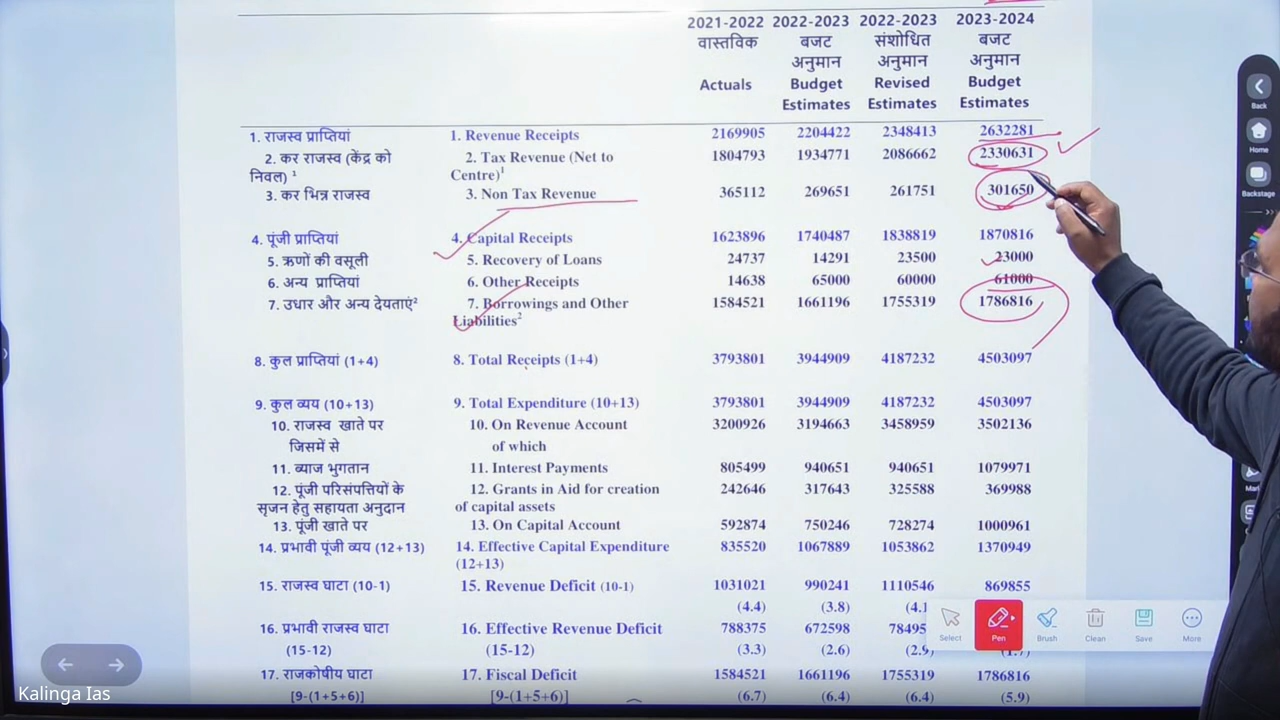 2021-2022 2022-2023 2022-2023 2023-2024
वास्तविक बजट संशोधित बजट
अनुमान अनुमान अनुमान
Actuals Budget Revised Budget
Estimates Estimates Estimates
1. राजस्व प्राप्तियां 1. Revenue Receipts 2169905 2204422 2348413 2632281
2. कर राजस्व (केंद्र को 2. Tax Revenue (Net to 1804793 1934771 2086662 2330631
निवल) ¹ Centre)¹
3. कर भिन्न राजस्व 3. Non Tax Revenue 365112 269651 261751 301650
4. पूंजी प्राप्तियां 4. Capital Receipts 1623896 1740487 1838819 1870816
5. ऋणों की वसूली 5. Recovery of Loans 24737 14291 23500 23000
6. अन्य प्राप्तियां 6. Other Receipts 14638 65000 60000 61000
7. उधार और अन्य देयताएं² 7. Borrowings and Other 1584521 1661196 1755319 1786816
Liabilities²
8. कुल प्राप्तियां (1+4) 8. Total Receipts (1+4) 3793801 3944909 4187232 4503097
9. कुल व्यय (10+13) 9. Total Expenditure (10+13) 3793801 3944909 4187232 4503097
10. राजस्व खाते पर 10. On Revenue Account 3200926 3194663 3458959 3502136
जिसमें से of which
11. ब्याज भुगतान 11. Interest Payments 805499 940651 940651 1079971
12. पूंजी परिसंपत्तियों के 12. Grants in Aid for creation 242646 317643 325588 369988
सृजन हेतु सहायता अनुदान of capital assets
13. पूंजी खाते पर 13. On Capital Account 592874 750246 728274 1000961
14. प्रभावी पूंजी व्यय (12+13) 14. Effective Capital Expenditure 835520 1067889 1053862 1370949
(12+13)
15. राजस्व घाटा (10-1) 15. Revenue Deficit (10-1) 1031021 990241 1110546 869855
(4.4) (3.8) (4.1
16. प्रभावी राजस्व घाटा 16. Effective Revenue Deficit 788375 672598 78495
(15-12) (15-12) (3.3) (2.6) (2.9) (1.7)
17. राजकोषीय घाटा 17. Fiscal Deficit 1584521 1661196 1755319 1786816
[9-(1+5+6)] [9-(1+5+6)] (6.7) (6.4) (6.4) (5.9)
Select Pen Brush Clean Save More
Back
Home
Backstage
Kalinga Ias